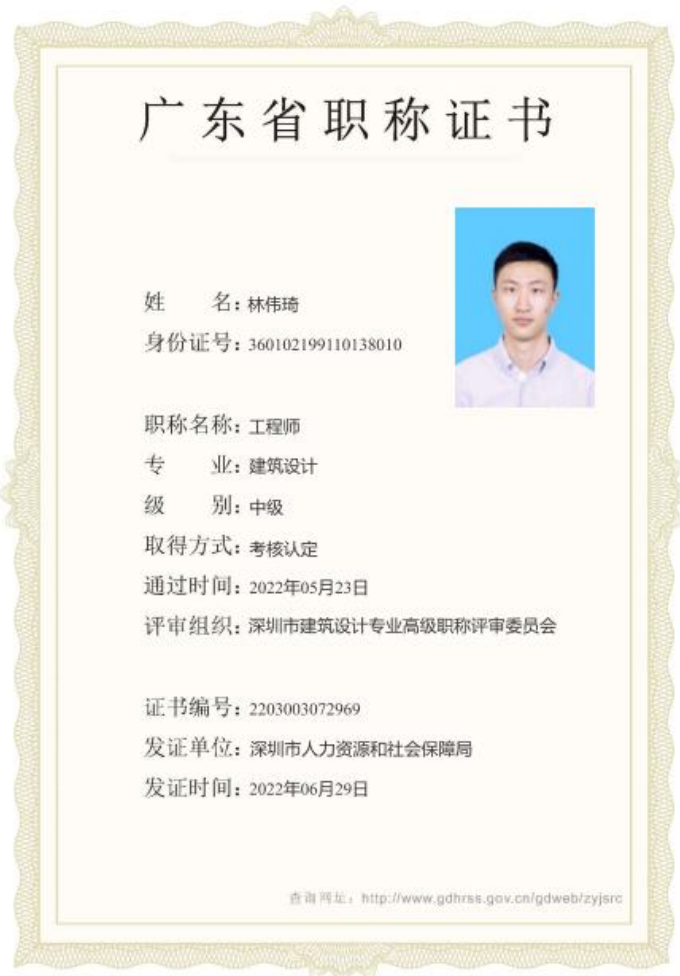 广东省职称证书
姓 名：林伟琦
身份证号：360102199110138010
职称名称：工程师
专 业：建筑设计
级 别：中级
取得方式：考核认定
通过时间：2022年05月23日
评审组织：深圳市建筑设计专业高级职称评审委员会
证书编号：2203003072969
发证单位：深圳市人力资源和社会保障局
发证时间：2022年06月29日
查询网址：http://www.gdhrss.gov.cn/gdweb/zyjsrc